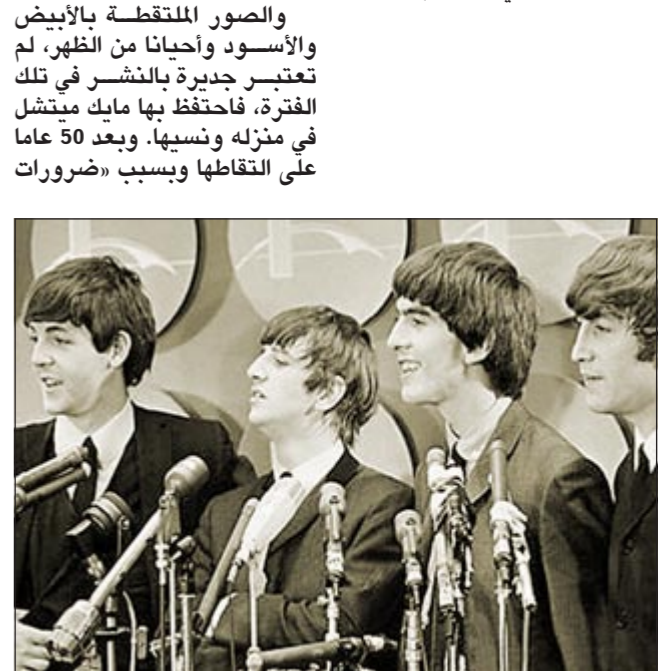 والصور الملتقطة بالأبيض
والأسود وأحيانا من الظهر، لم
تعتبر جديرة بالنشر في تلك
الفترة، فاحتفظ بها مايك ميتشل
في منزله ونسيها. وبعد 50 عاما
على التقاطها وبسبب «ضرورات